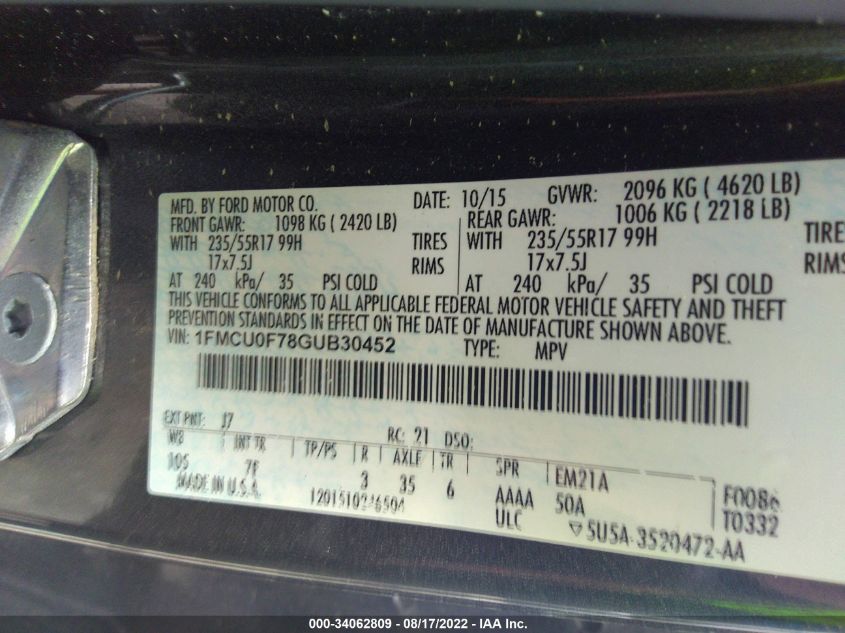 MFD. BY FORD MOTOR CO. DATE: 10/15 GVWR: 2096 KG ( 4620 LB)
FRONT GAWR: 1098 KG ( 2420 LB) REAR GAWR: 1006 KG ( 2218 LB)
WITH 235/55R17 99H TIRES WITH 235/55R17 99H TIRE
17x7.5J RIMS 17x7.5J RIMS
AT 240 kPa/ 35 PSI COLD AT 240 kPa/ 35 PSI COLD
THIS VEHICLE CONFORMS TO ALL APPLICABLE FEDERAL MOTOR VEHICLE SAFETY AND THEFT
PREVENTION STANDARDS IN EFFECT ON THE DATE OF MANUFACTURE SHOWN ABOVE.
VIN: 1FMCU0F78GUB30452 TYPE: MPV
EXT PNT: J7 RC: 21 DSO:
WB INT TR TP/PS R AXLE TR SPR EM21A F0086
105 7F 3 35 6 AAAA 50A T0332
MADE IN U.S.A. ULC ▽5U5A-3520472-AA
000-34062809 - 08/17/2022 - IAA Inc.